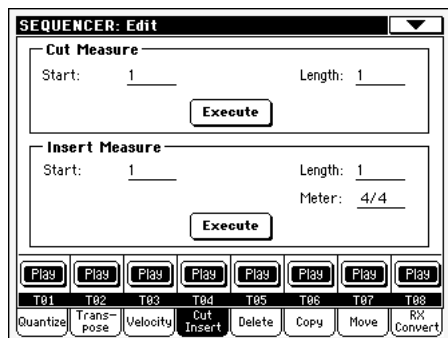 SEQUENCER: Edit
Cut Measure
Start: 1 Length: 1
Execute
Insert Measure
Start: 1 Length: 1
Meter: 4/4
Execute
Play Play Play Play Play Play Play Play
T01 T02 T03 T04 T05 T06 T07 T08
Quantize Trans- Velocity Cut Delete Copy Move RX
pose Insert Convert